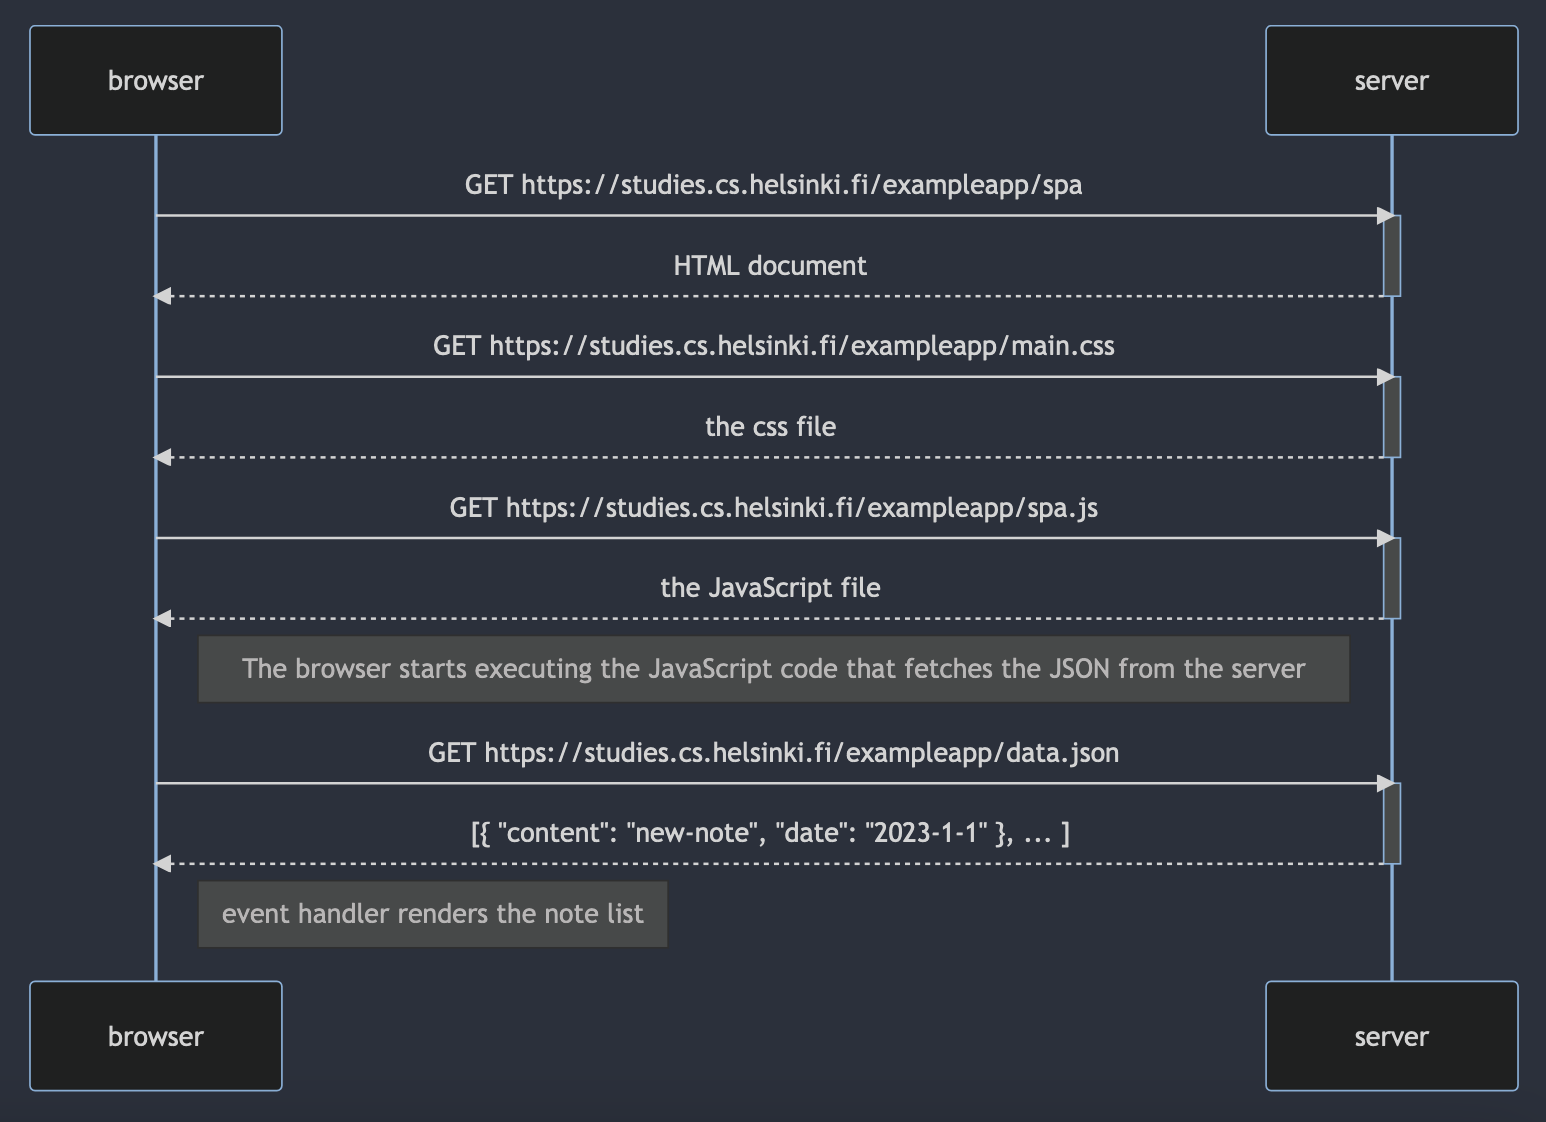 browser
server
GET https://studies.cs.helsinki.fi/exampleapp/spa
HTML document
GET https://studies.cs.helsinki.fi/exampleapp/main.css
the css file
GET https://studies.cs.helsinki.fi/exampleapp/spa.js
the JavaScript file
The browser starts executing the JavaScript code that fetches the JSON from the server
GET https://studies.cs.helsinki.fi/exampleapp/data.json
[{ "content": "new-note", "date": "2023-1-1" }, ... ]
event handler renders the note list
browser
server